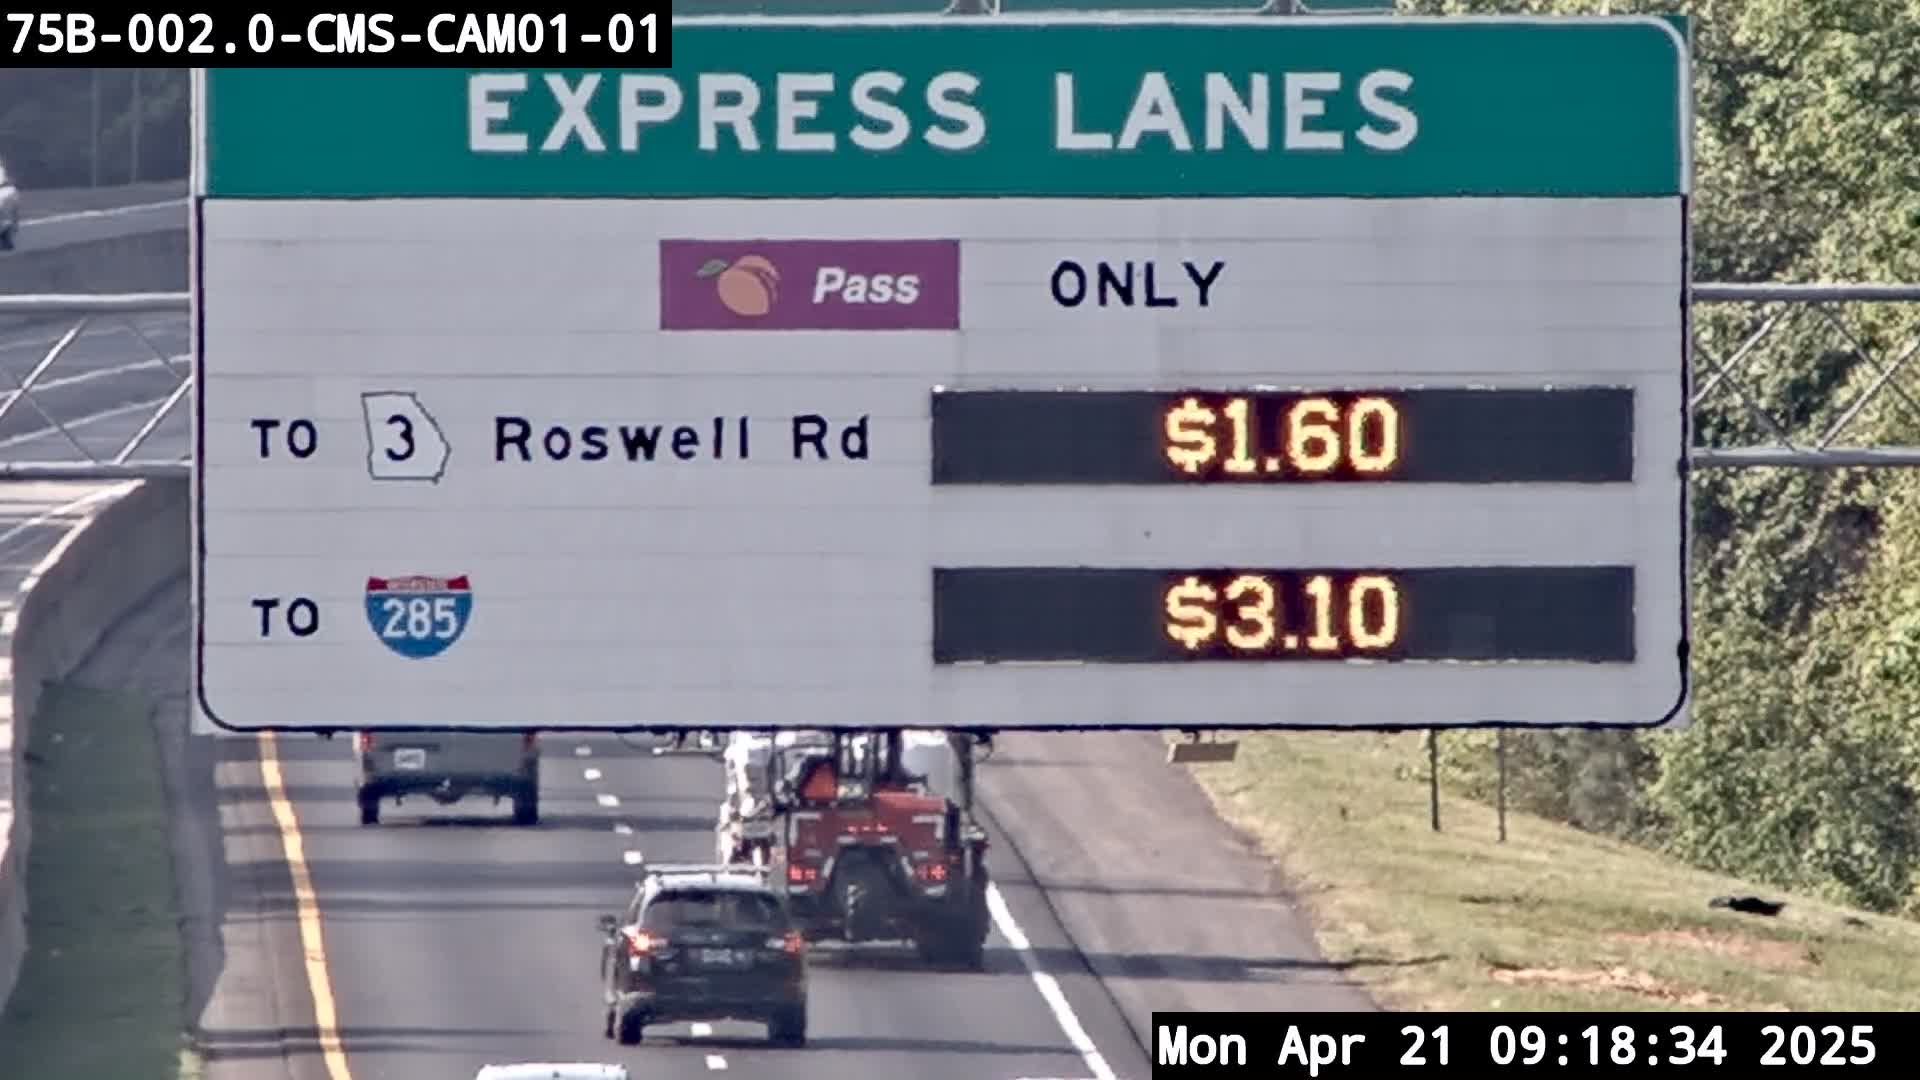 75B-002.0-CMS-CAM01-01
EXPRESS LANES
Pass ONLY
TO 3 Roswell Rd $1.60
TO 285 $3.10
Mon Apr 21 09:18:34 2025